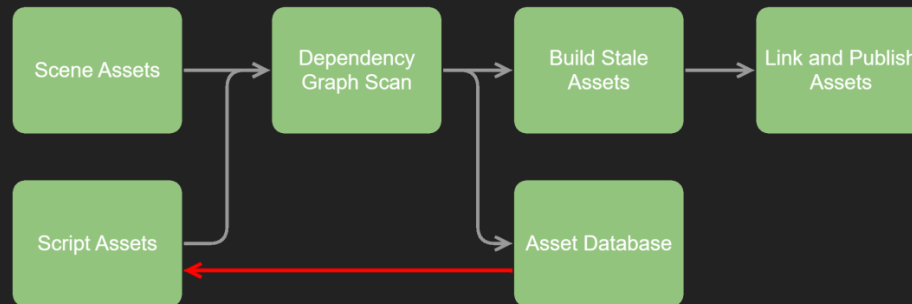 Scene Assets
Dependency
Graph Scan
Build Stale
Assets
Link and Publish
Assets
Script Assets
Asset Database